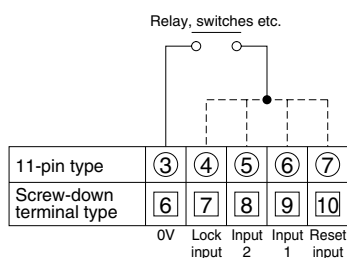 Relay, switches etc.
11-pin type ③ ④ ⑤ ⑥ ⑦
Screw-down
terminal type 6 7 8 9 10
0V Lock Input Input Reset
input 2 1 input